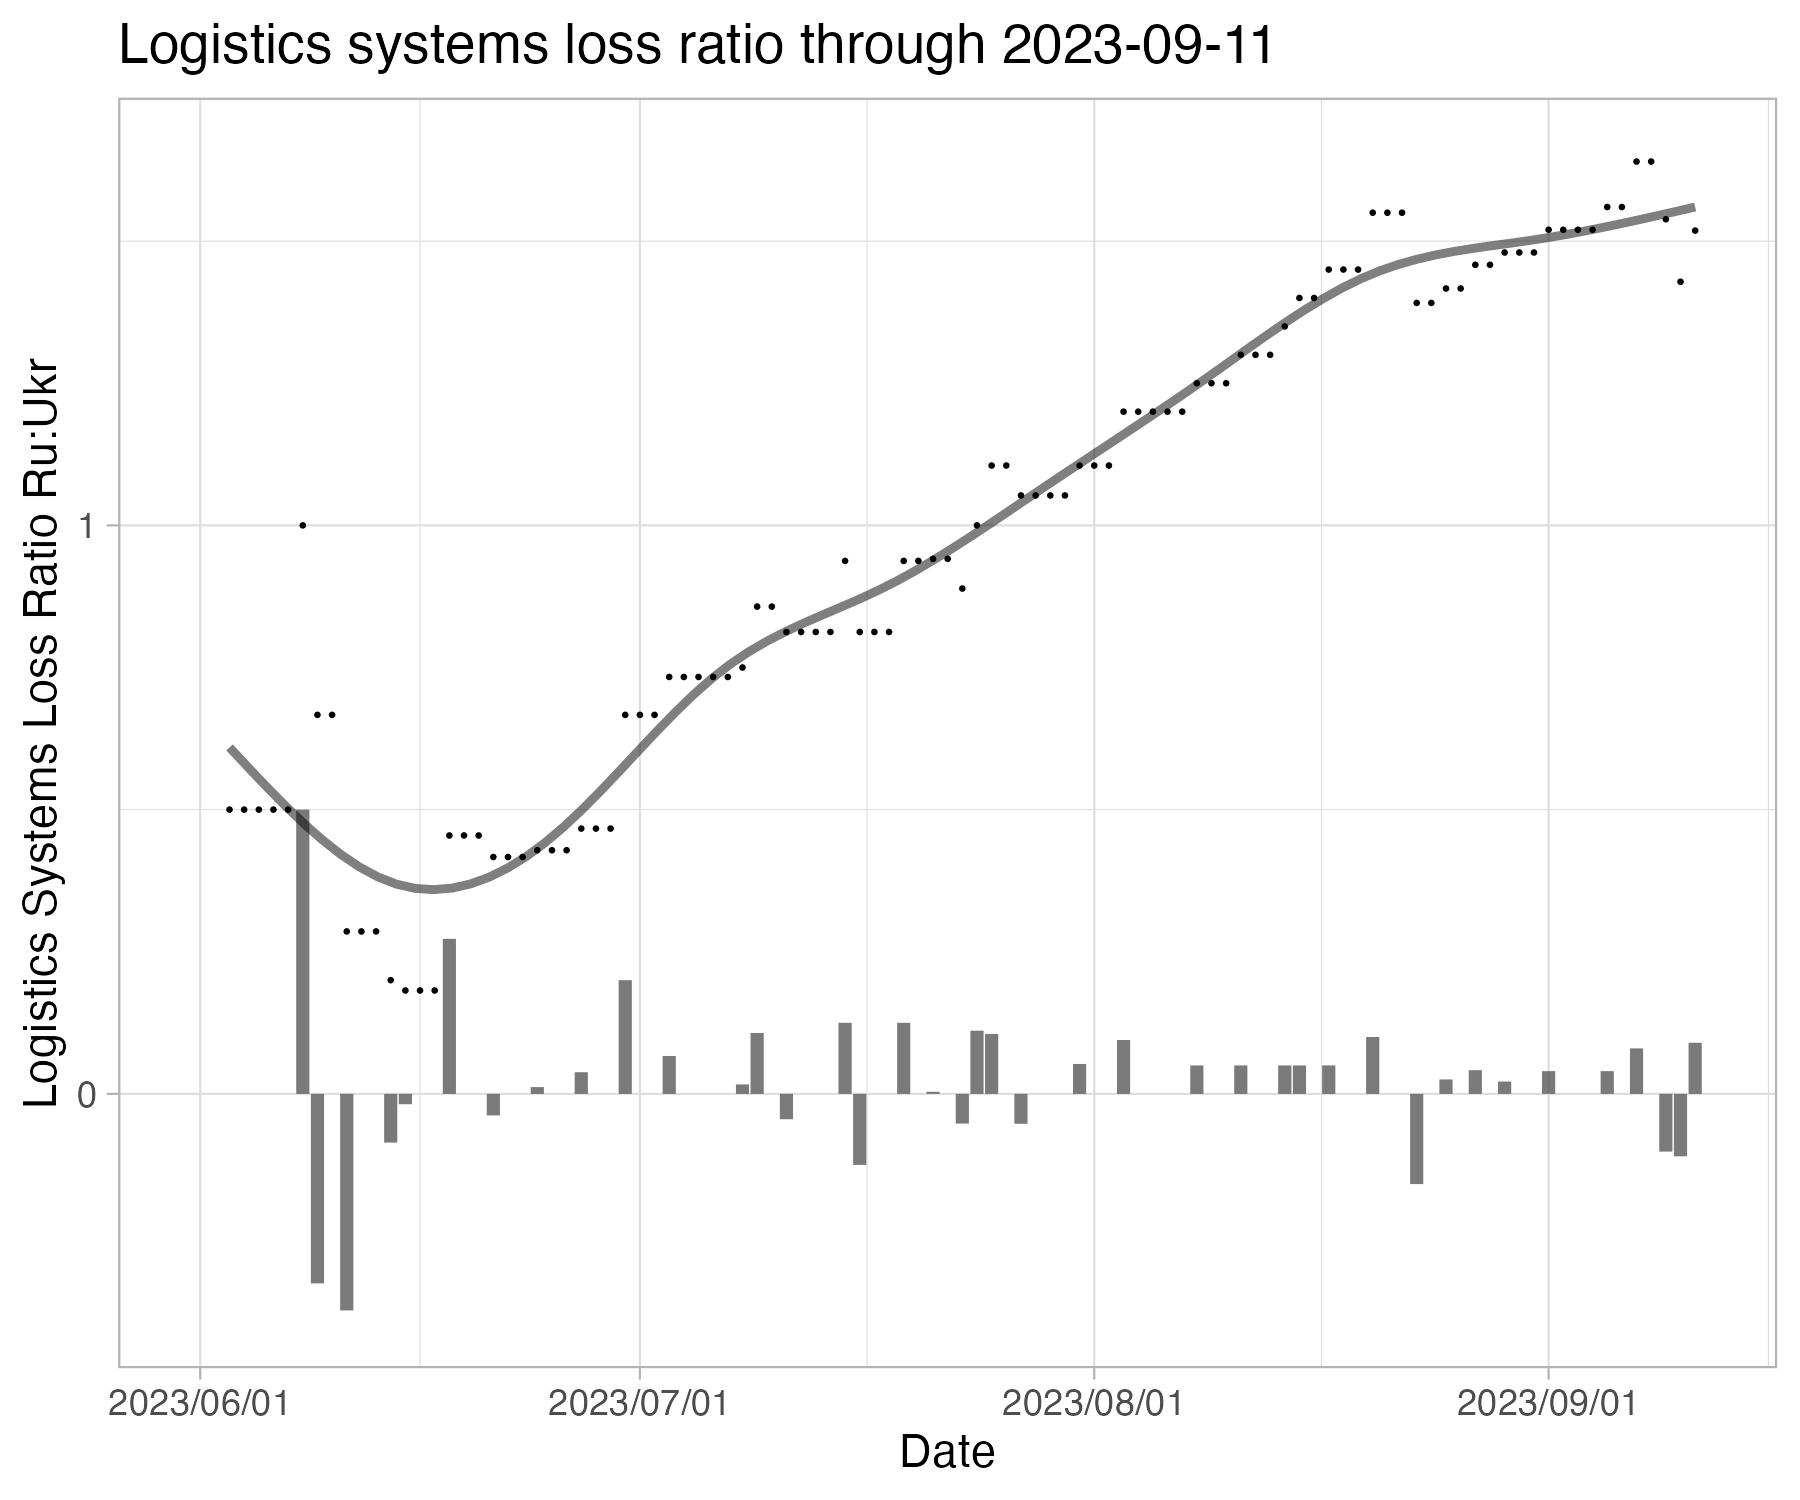 Logistics systems loss ratio through 2023-09-11
Logistics Systems Loss Ratio Ru:Ukr
1
0
2023/06/01
2023/07/01
2023/08/01
2023/09/01
Date